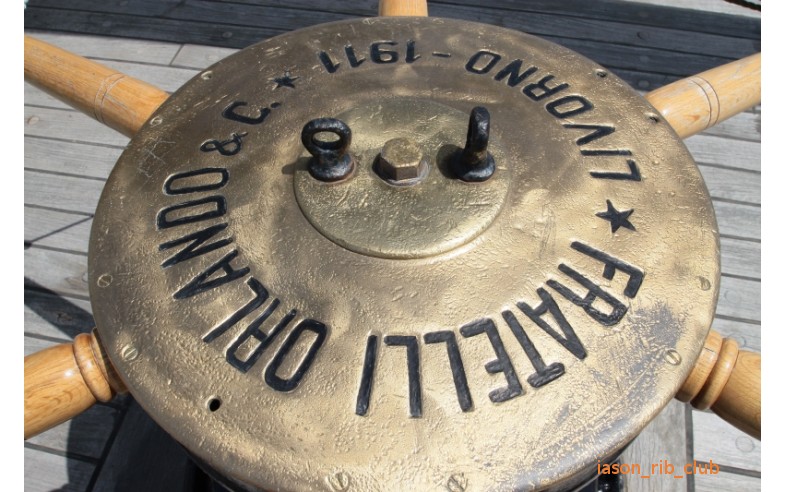 FRATELLI ORLANDO & C. ★ LIVORNO - 1911 ★
iason_rib_club